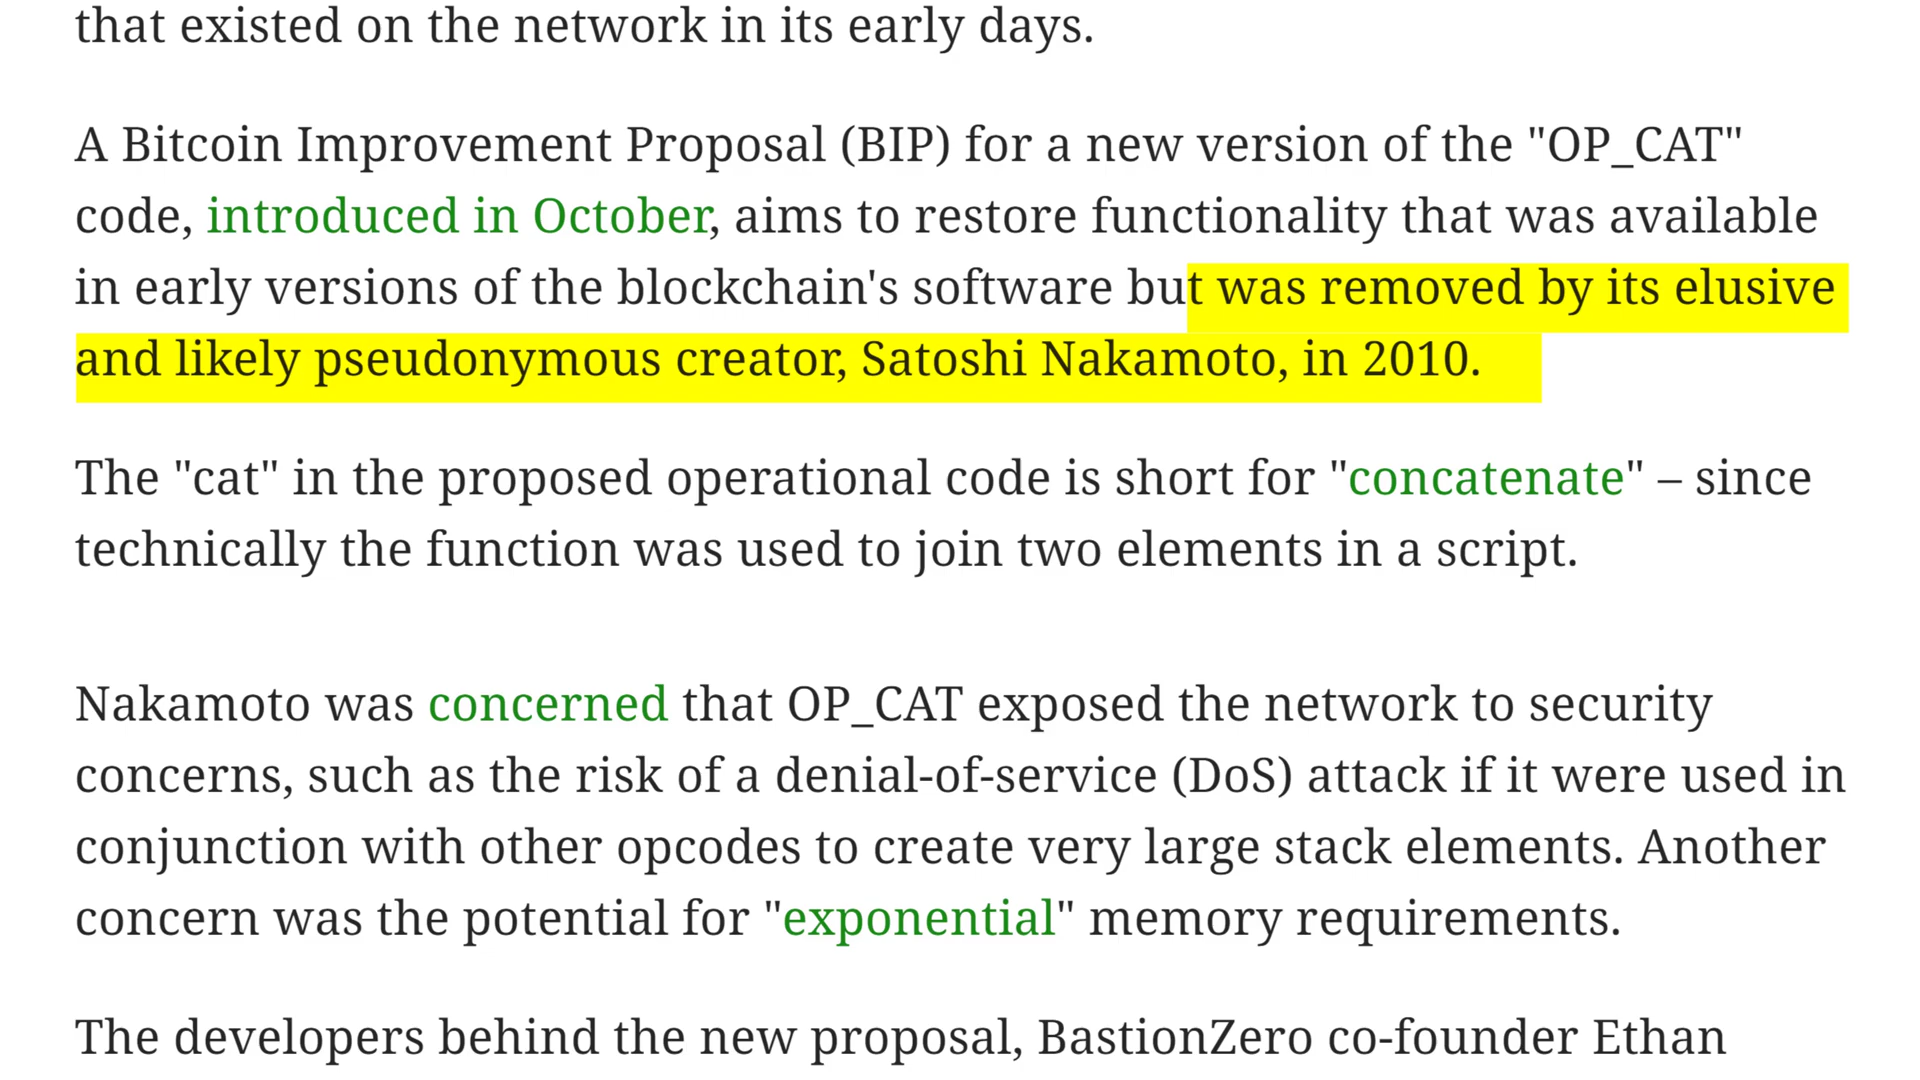 that existed on the network in its early days.
A Bitcoin Improvement Proposal (BIP) for a new version of the "OP_CAT"
code, introduced in October, aims to restore functionality that was available
in early versions of the blockchain's software but was removed by its elusive
and likely pseudonymous creator, Satoshi Nakamoto, in 2010.
The "cat" in the proposed operational code is short for "concatenate" – since
technically the function was used to join two elements in a script.
Nakamoto was concerned that OP_CAT exposed the network to security
concerns, such as the risk of a denial-of-service (DoS) attack if it were used in
conjunction with other opcodes to create very large stack elements. Another
concern was the potential for "exponential" memory requirements.
The developers behind the new proposal, BastionZero co-founder Ethan